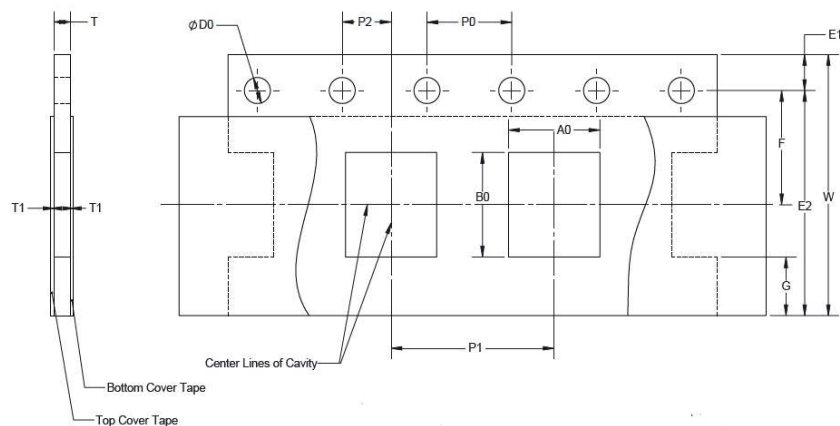 T
ϕD0
P2
P0
E1
A0
F
T1
T1
B0
E2
W
G
Center Lines of Cavity
P1
Bottom Cover Tape
Top Cover Tape